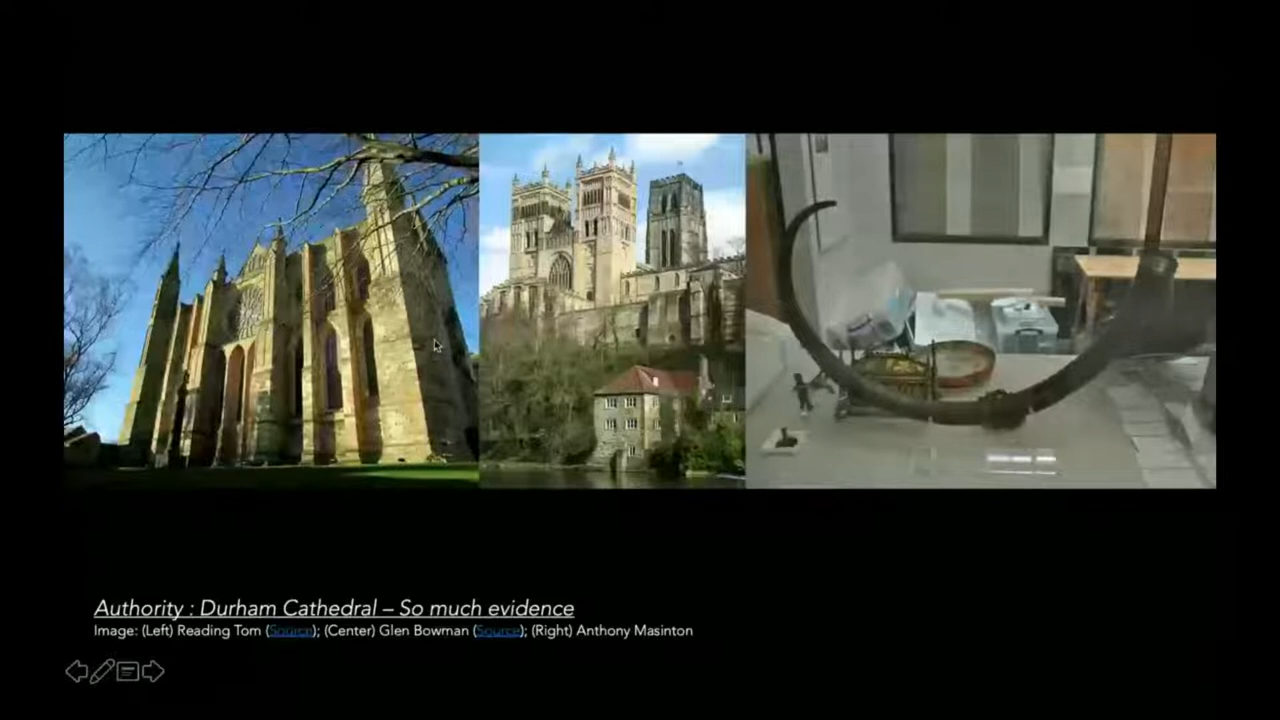 Authority : Durham Cathedral – So much evidence
Image: (Left) Reading Tom (Source); (Center) Glen Bowman (Source); (Right) Anthony Masinton